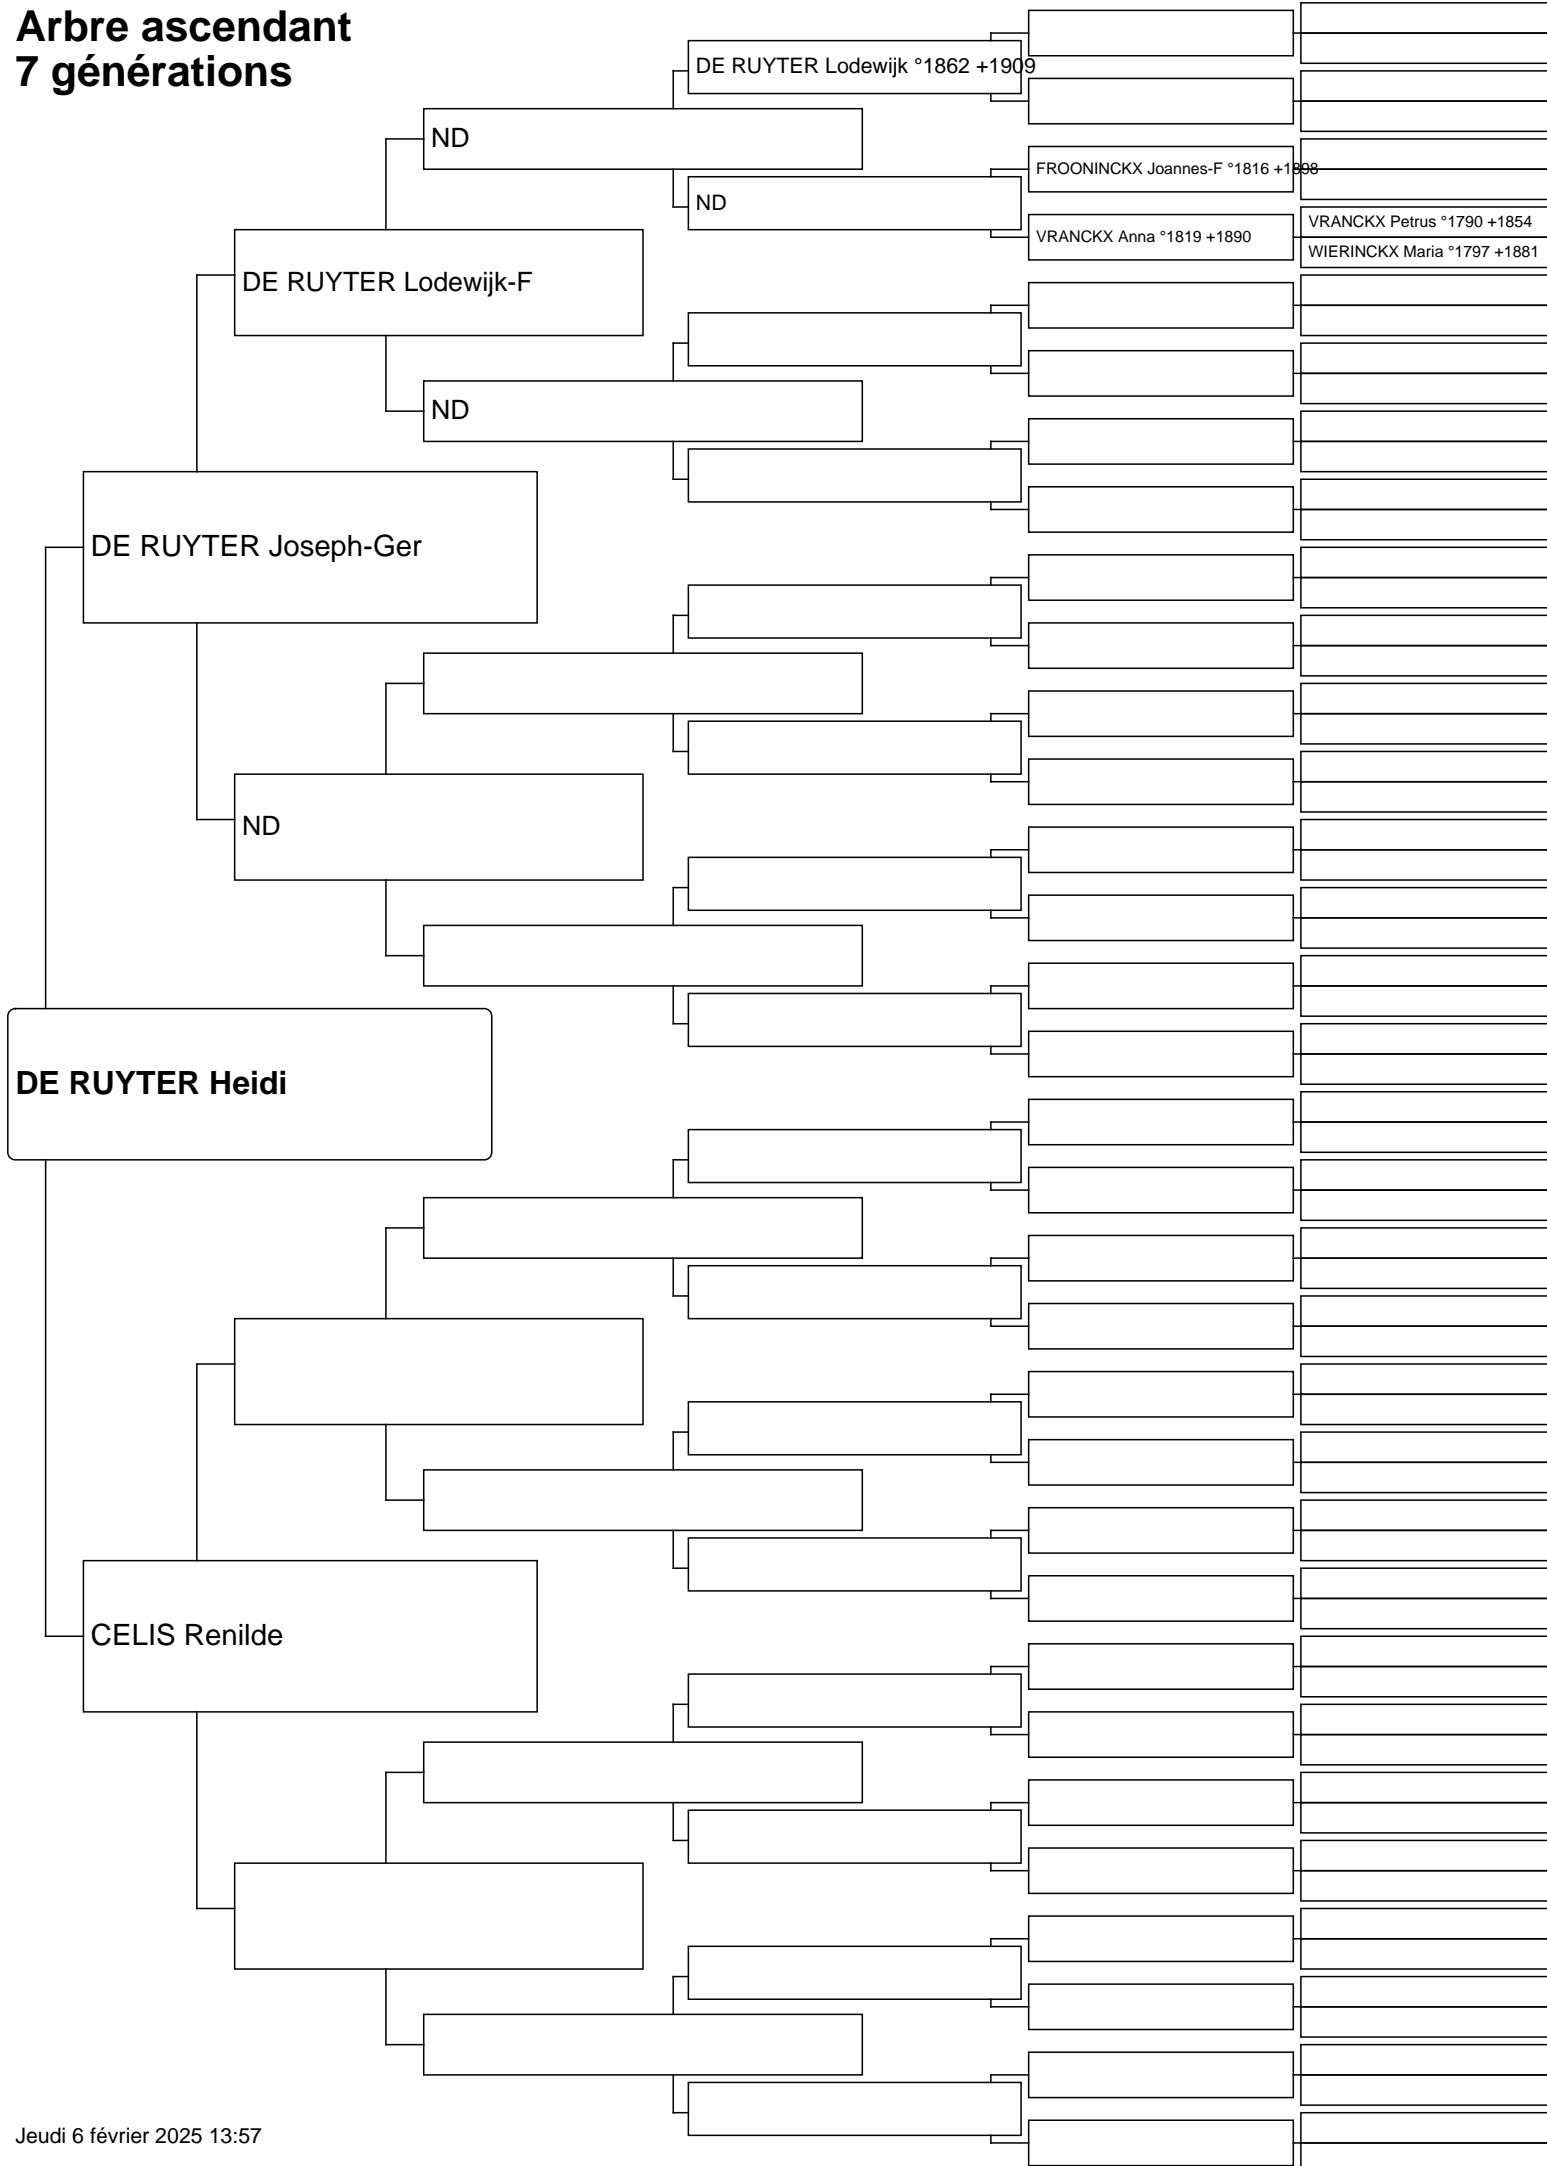 Arbre ascendant
7 générations
DE RUYTER Lodewijk °1862 +1909
ND
FROONINCKX Joannes-F °1816 +1898
ND
VRANCKX Petrus °1790 +1854
VRANCKX Anna °1819 +1890
WIERINCKX Maria °1797 +1881
DE RUYTER Lodewijk-F
ND
DE RUYTER Joseph-Ger
ND
DE RUYTER Heidi
CELIS Renilde
Jeudi 6 février 2025 13:57